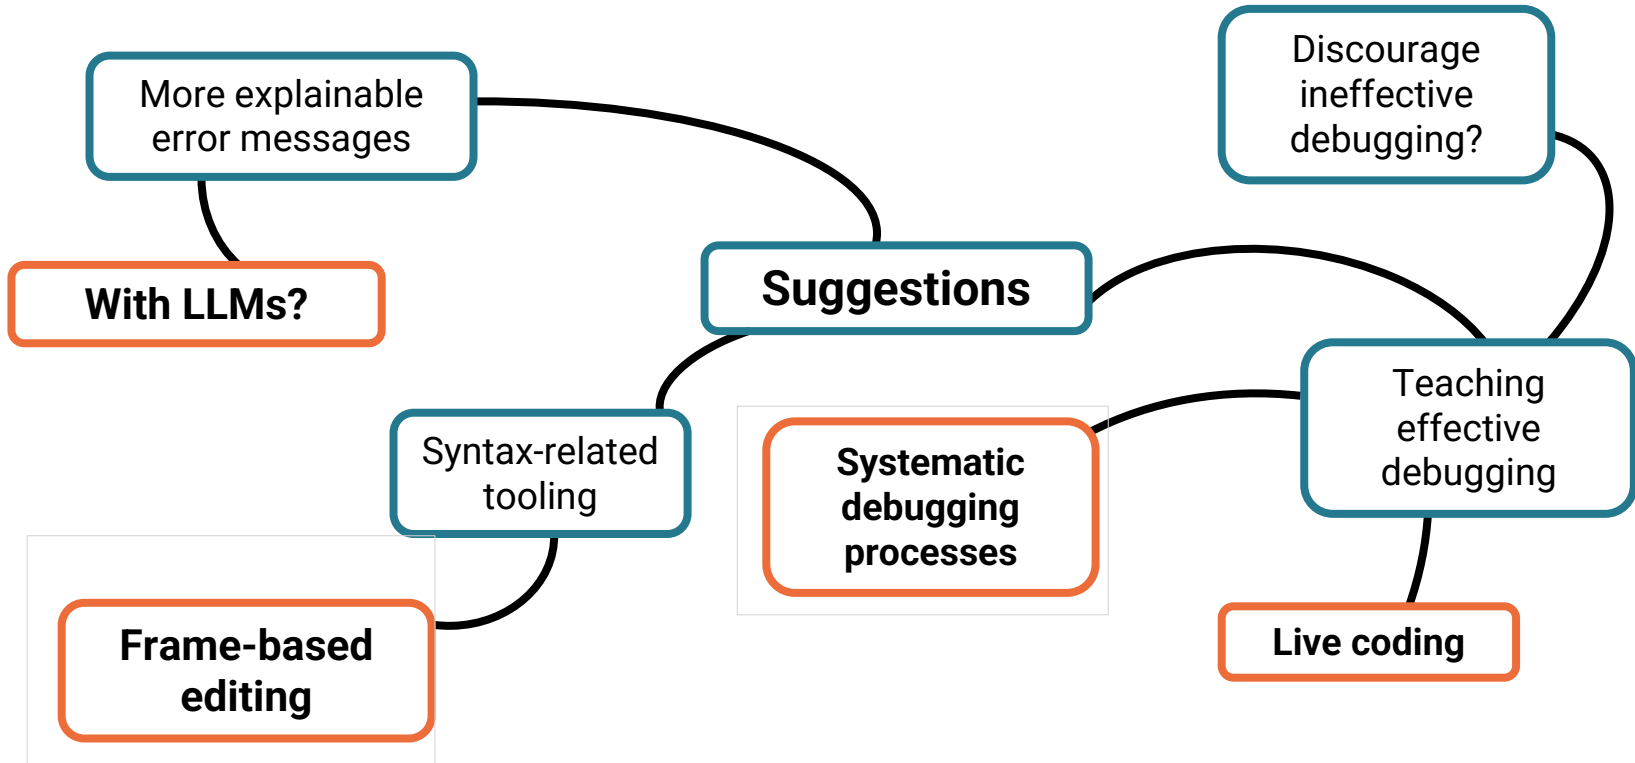 More explainable
error messages
With LLMs?
Suggestions
Discourage
ineffective
debugging?
Syntax-related
tooling
Frame-based
editing
Systematic
debugging
processes
Teaching
effective
debugging
Live coding